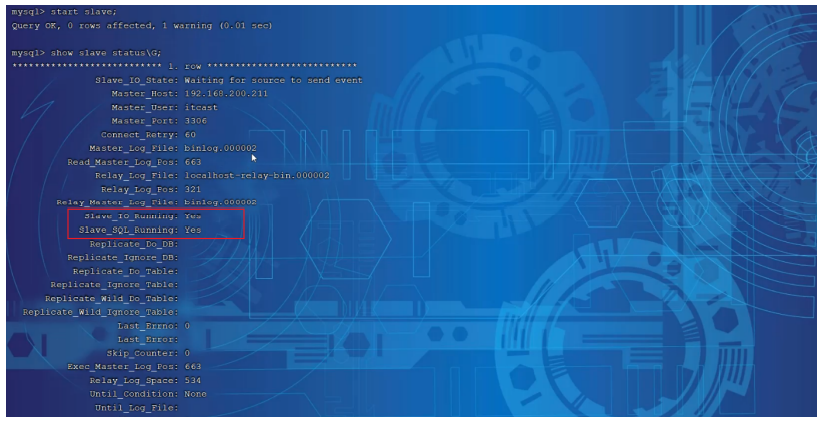 mysql> start slave;
Query OK, 0 rows affected, 1 warning (0.01 sec)
mysql> show slave status\G;
*************************** 1. row ***************************
Slave_IO_State: Waiting for source to send event
Master_Host: 192.168.200.211
Master_User: itcast
Master_Port: 3306
Connect_Retry: 60
Master_Log_File: binlog.000002
Read_Master_Log_Pos: 663
Relay_Log_File: localhost-relay-bin.000002
Relay_Log_Pos: 321
Relay_Master_Log_File: binlog.000002
Slave_IO_Running: Yes
Slave_SQL_Running: Yes
Replicate_Do_DB:
Replicate_Ignore_DB:
Replicate_Do_Table:
Replicate_Ignore_Table:
Replicate_Wild_Do_Table:
Replicate_Wild_Ignore_Table:
Last_Errno: 0
Last_Error:
Skip_Counter: 0
Exec_Master_Log_Pos: 663
Relay_Log_Space: 534
Until_Condition: None
Until_Log_File: